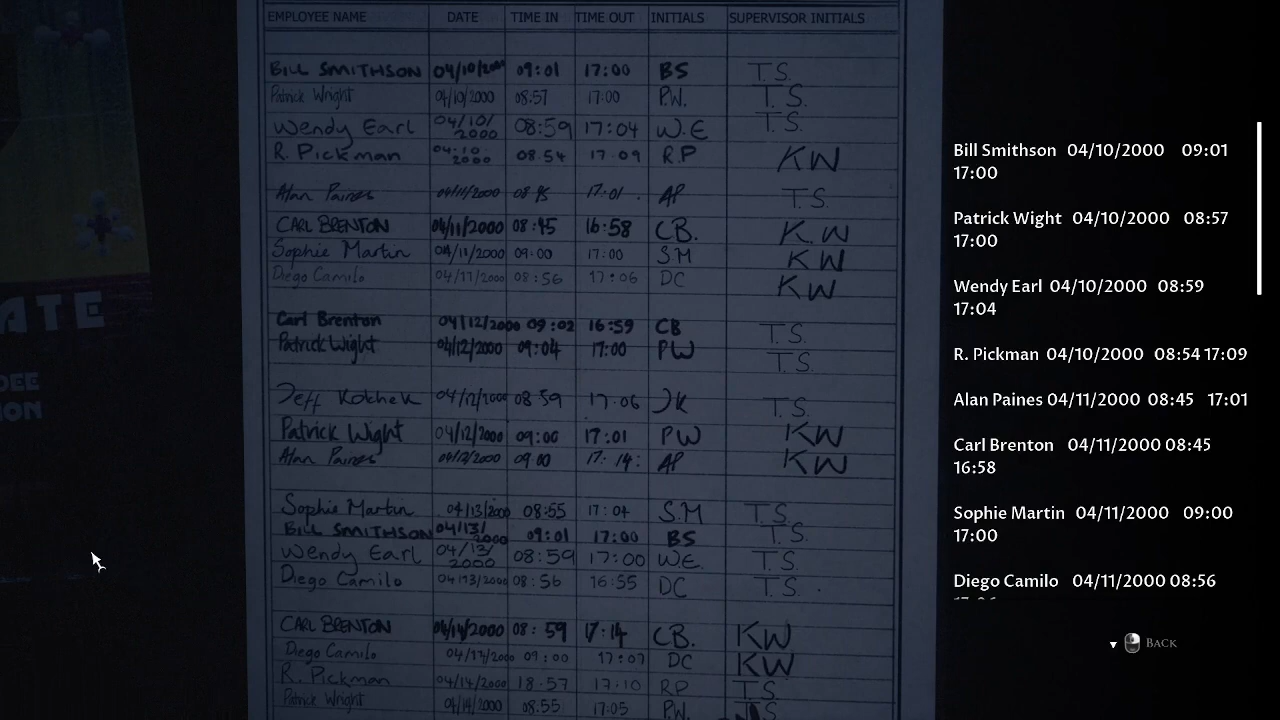 EMPLOYEE NAME DATE TIME IN TIME OUT INITIALS SUPERVISOR INITIALS
BILL SMITHSON 04/10/2000 09:01 17:00 BS T.S.
Patrick Wright 04/10/2000 08:57 17:00 P.W. T.S.
Wendy Earl 04/10/2000 08:59 17:04 W.E T.S.
R. Pickman 04.10.2000 08:54 17:09 R.P KW
Alan Paines 04/11/2000 08:45 17:01 AP T.S.
CARL BRENTON 04/11/2000 08:45 16:58 CB. K.W
Sophie Martin 04/11/2000 09:00 17:00 S.M KW
Diego Camilo 04/11/2000 08:56 17:06 DC KW
Carl Brenton 04/12/2000 09:02 16:59 CB T.S.
Patrick Wight 04/12/2000 09:04 17:00 PW T.S.
Jeff Kolchek 04/12/2000 08:59 17:06 JK T.S.
Patrick Wight 04/12/2000 09:00 17:01 PW KW
Alan Paines 04/12/2000 09:00 17:14 AP KW
Sophie Martin 04/13/2000 08:55 17:04 S.M T.S.
BILL SMITHSON 04/13/2000 09:01 17:00 BS T.S.
Wendy Earl 04/13/2000 08:59 17:00 W.E. T.S.
Diego Camilo 04/13/2000 08:56 16:55 DC T.S.
CARL BRENTON 04/14/2000 08:59 17:14 CB. KW
Diego Camilo 04/14/2000 09:00 17:07 DC KW
R. Pickman 04/14/2000 18:57 17:10 RP T.S.
Patrick Wright 04/14/2000 08:55 17:05 P.W. T.S
ATE
DEE
ION
Bill Smithson 04/10/2000 09:01
17:00
Patrick Wight 04/10/2000 08:57
17:00
Wendy Earl 04/10/2000 08:59
17:04
R. Pickman 04/10/2000 08:54 17:09
Alan Paines 04/11/2000 08:45 17:01
Carl Brenton 04/11/2000 08:45
16:58
Sophie Martin 04/11/2000 09:00
17:00
Diego Camilo 04/11/2000 08:56
BACK